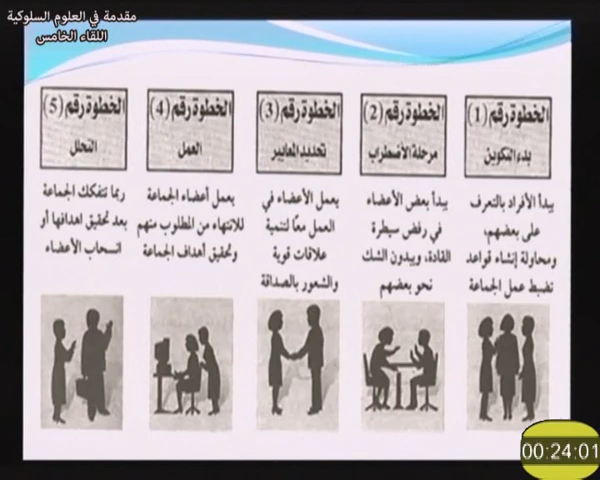 مقدمة في العلوم السلوكية
اللقاء الخامس
الخطوة رقم (1)
بدء التكوين
يبدأ الأفراد بالتعرف
على بعضهم،
ومحاولة إنشاء قواعد
تضبط عمل الجماعة
الخطوة رقم (2)
مرحلة الأضطراب
يبدأ بعض الأعضاء
في رفض سيطرة
القادة، ويبدون الشك
نحو بعضهم
الخطوة رقم (3)
تحديد المعايير
يعمل الأعضاء في
العمل معًا لتنمية
علاقات قوية
والشعور بالصداقة
الخطوة رقم (4)
العمل
يعمل أعضاء الجماعة
للانتهاء من المطلوب منهم
وتحقيق أهداف الجماعة
الخطوة رقم (5)
التحلل
ربما تتفكك الجماعة
بعد تحقيق اهدافها أو
انسحاب الأعضاء
00:24:01